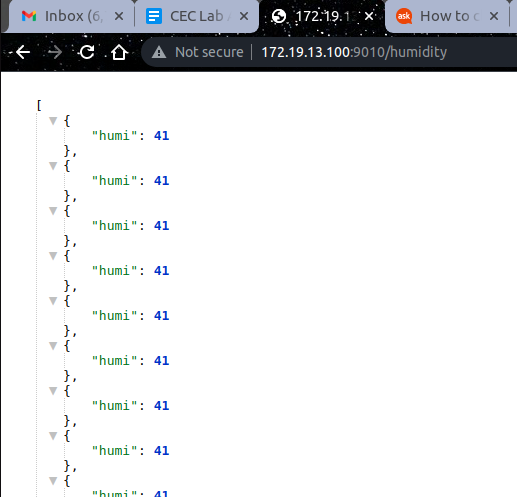 Inbox (6,
CEC Lab
172.19.1
ask
How to c
Not secure
172.19.13.100:9010/humidity
[
{
"humi": 41
},
{
"humi": 41
},
{
"humi": 41
},
{
"humi": 41
},
{
"humi": 41
},
{
"humi": 41
},
{
"humi": 41
},
{
"humi": 41
},
{
"humi": 41